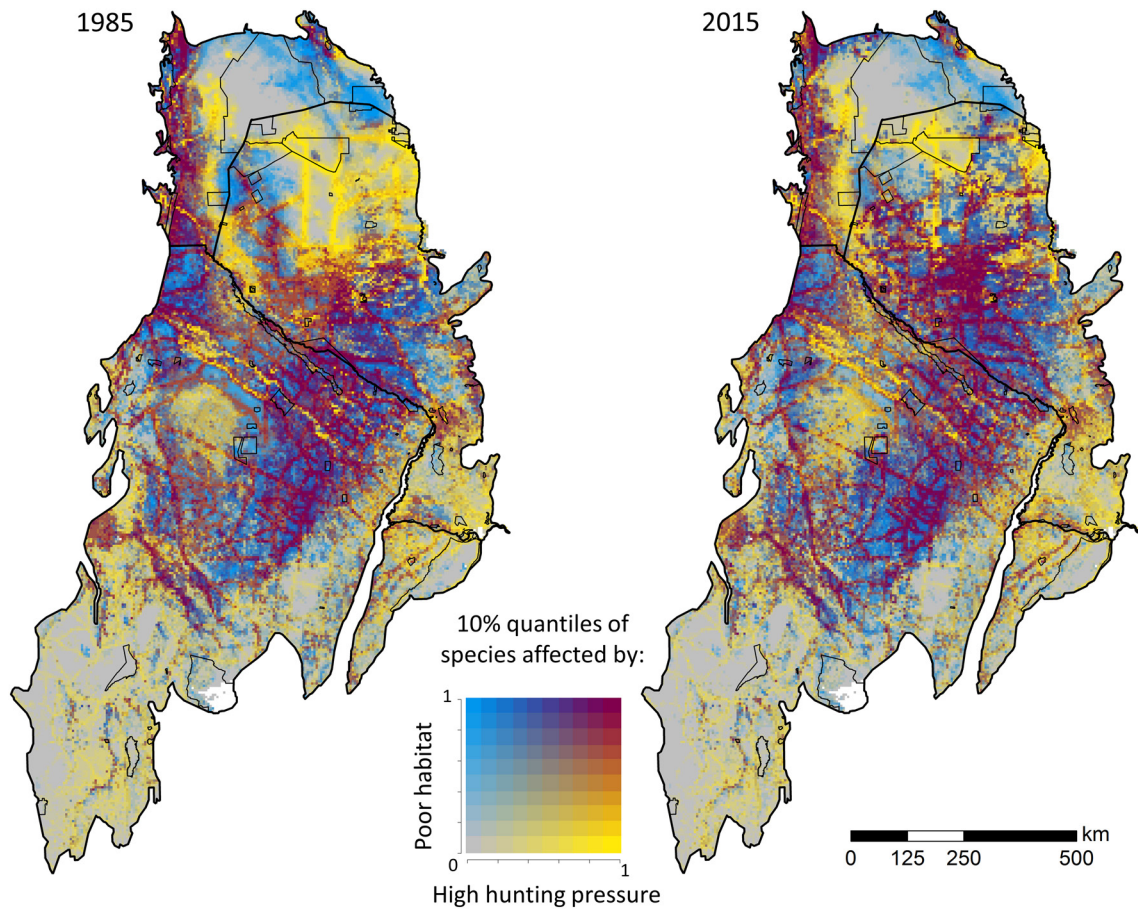 1985
2015
10% quantiles of
species affected by:
1
Poor habitat
0
1
High hunting pressure
km
0 125 250 500